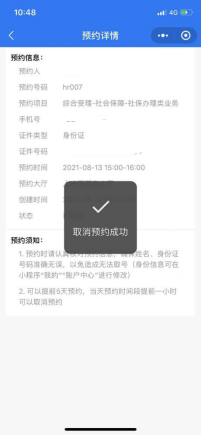 10:48
4G
预约详情
预约信息：
预约人
预约号码 hr007
预约项目 综合受理-社会保障-社保办理类业务
手机号
证件类型 身份证
证件号码
预约时间 2021-08-13 15:00-16:00
预约大厅
创建时间
状态
取消预约成功
预约须知：
1. 预约时请认真核对预约信息，确保姓名、身份证
号码准确无误，以免造成无法取号（身份信息可在
小程序“我的”“账户中心”进行修改）
2. 可以提前5天预约，当天预约时间段提前一小时
可以取消预约